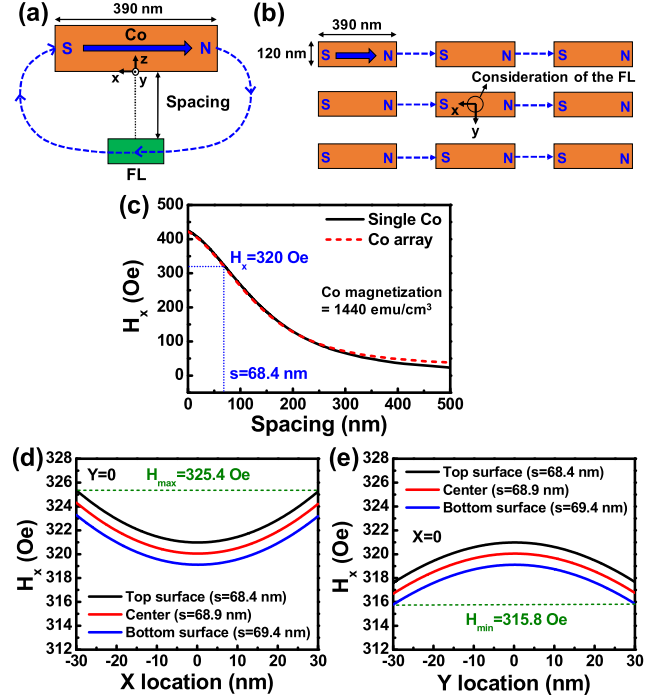 (a)
390 nm
Co
S
N
z
x
y
Spacing
FL
(b)
390 nm
120 nm
S N S N S N
Consideration of the FL
S N S N S N
x
y
S N S N S N
(c)
500
400
300
200
100
0
Hx (Oe)
Single Co
Co array
Hx=320 Oe
Co magnetization
= 1440 emu/cm³
s=68.4 nm
0 100 200 300 400 500
Spacing (nm)
(d)
328
326
324
322
320
318
316
314
312
Hx (Oe)
Y=0
Hmax=325.4 Oe
Top surface (s=68.4 nm)
Center (s=68.9 nm)
Bottom surface (s=69.4 nm)
-30 -20 -10 0 10 20 30
X location (nm)
(e)
328
326
324
322
320
318
316
314
312
Hx (Oe)
Top surface (s=68.4 nm)
Center (s=68.9 nm)
Bottom surface (s=69.4 nm)
X=0
Hmin=315.8 Oe
-30 -20 -10 0 10 20 30
Y location (nm)